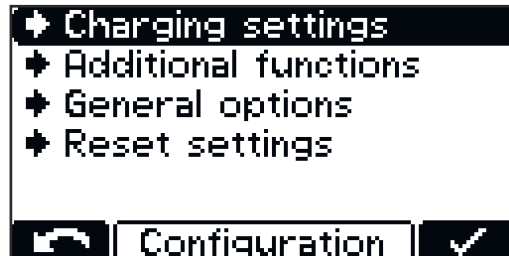 Charging settings
Additional functions
General options
Reset settings
Configuration